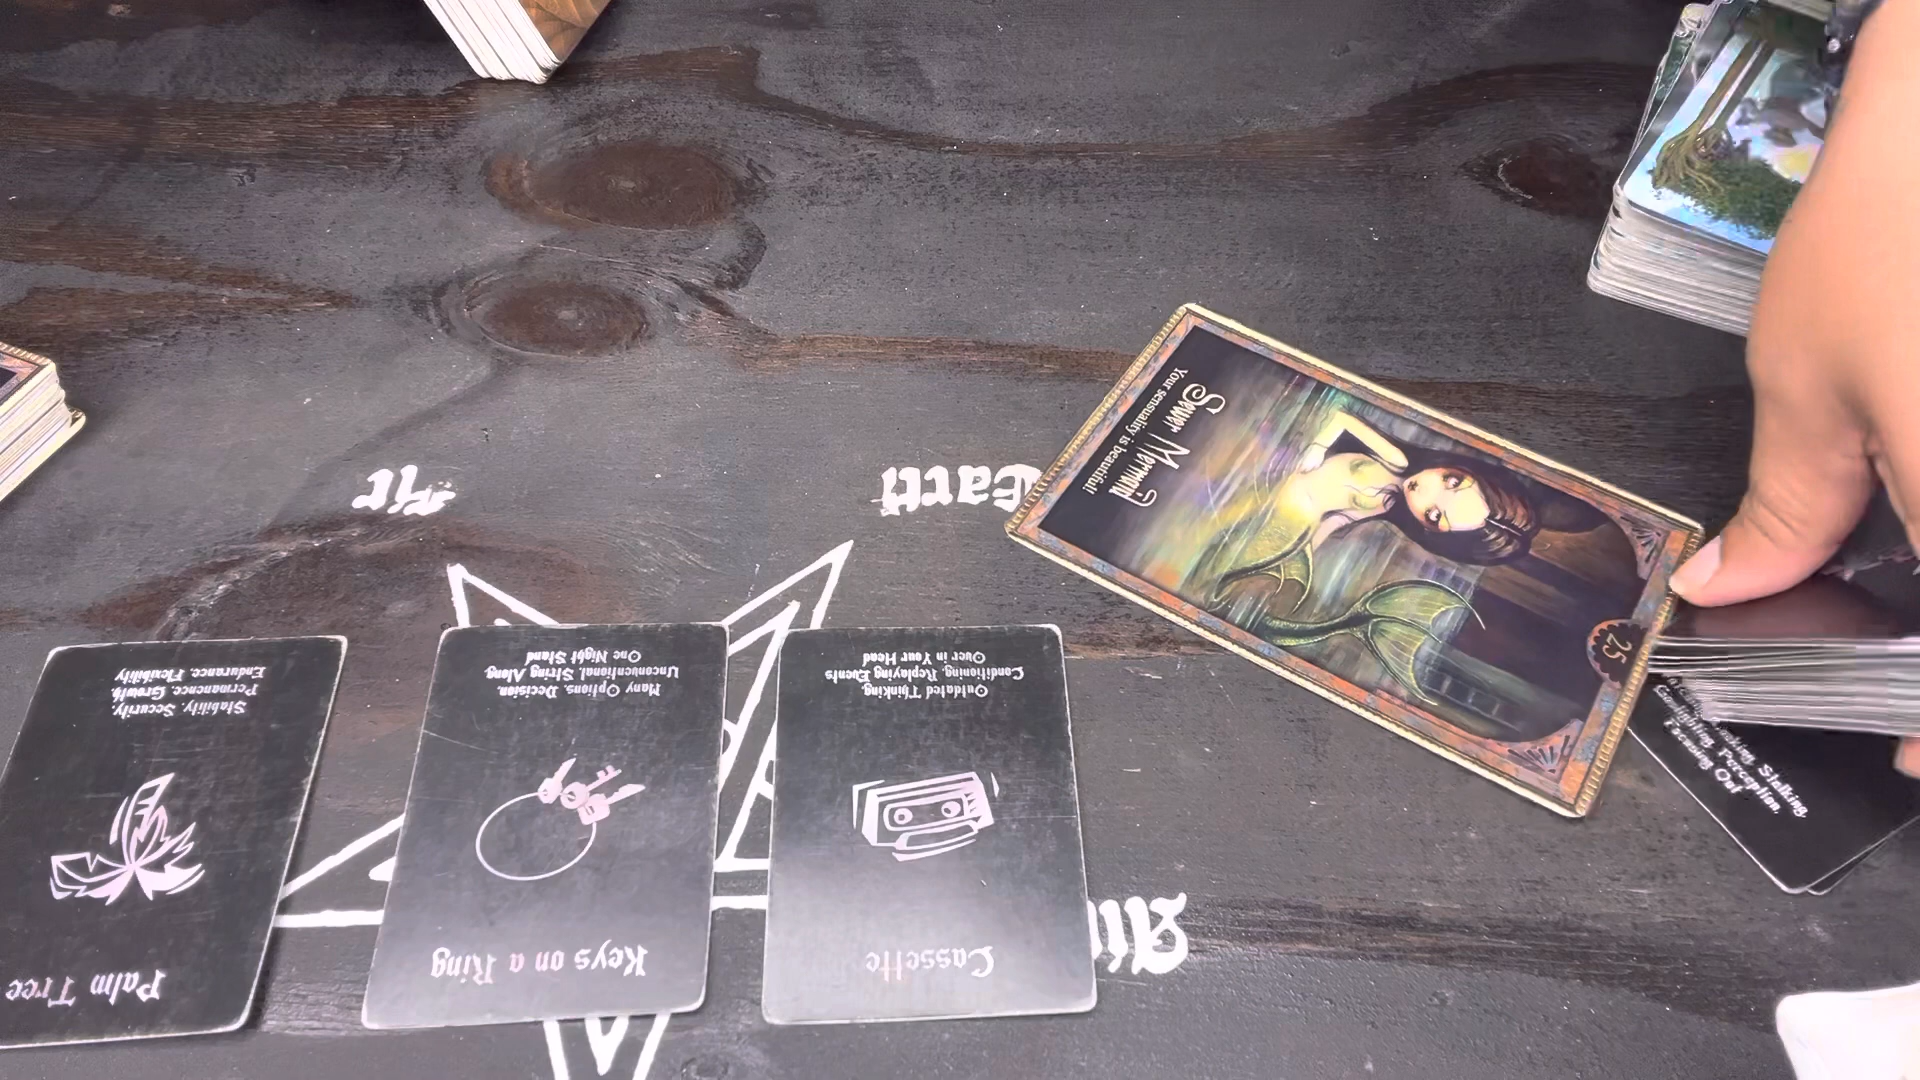 Earth
Air
Palm Tree
Stability, Security,
Permanence, Growth,
Endurance, Flexibility
Keys on a Ring
Many Options, Decision,
Unconventional, String Along,
One Night Stand
Cassette
Outdated Thinking,
Conditioning, Replaying Events
Over in Your Head
Sewer Mermaid
Your sensuality is beautiful!
25
Stalking
Perception,
Focusing Out